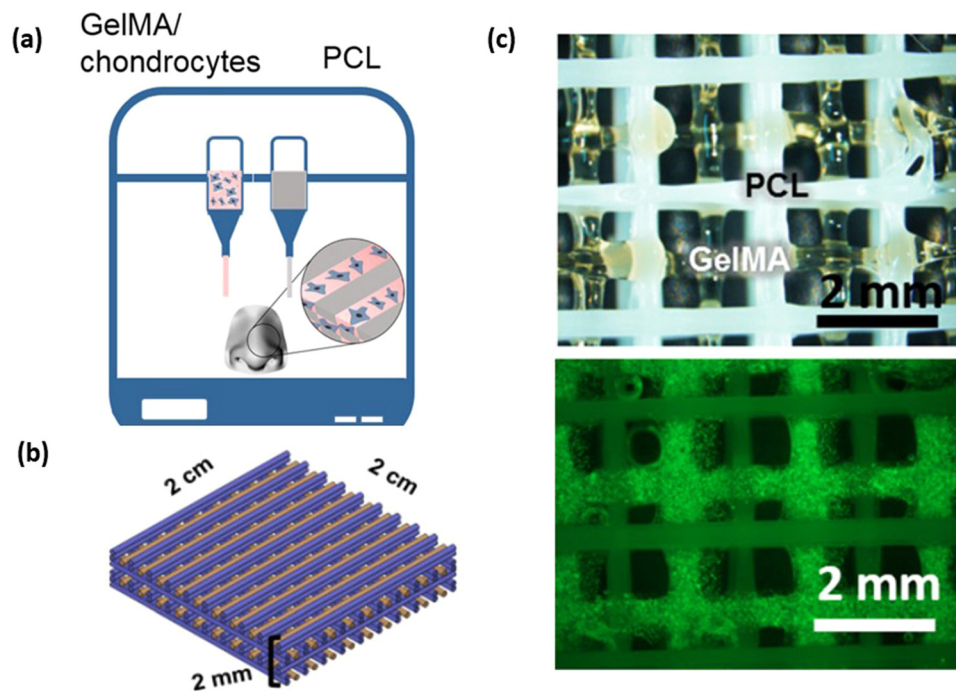 (a)
GelMA/
chondrocytes
PCL
(b)
2 cm
2 cm
2 mm
(c)
PCL
GelMA
2 mm
2 mm